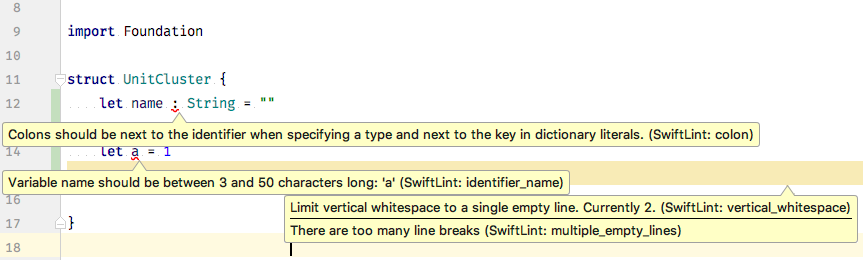 8
9 import Foundation
10
11 struct UnitCluster {
12 let name : String = ""
Colons should be next to the identifier when specifying a type and next to the key in dictionary literals. (SwiftLint: colon)
14 let a = 1
Variable name should be between 3 and 50 characters long: 'a' (SwiftLint: identifier_name)
16
Limit vertical whitespace to a single empty line. Currently 2. (SwiftLint: vertical_whitespace)
17 }
There are too many line breaks (SwiftLint: multiple_empty_lines)
18